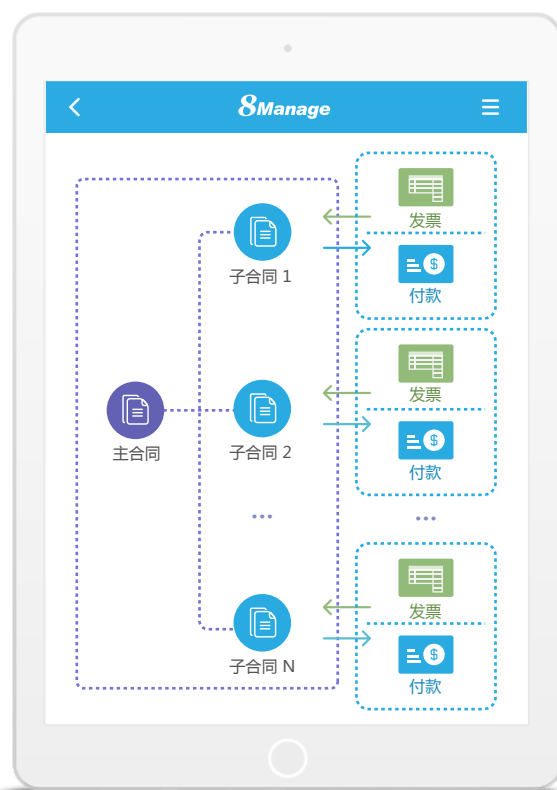 8Manage
发票
子合同 1
付款
发票
主合同
子合同 2
付款
...
...
发票
子合同 N
付款